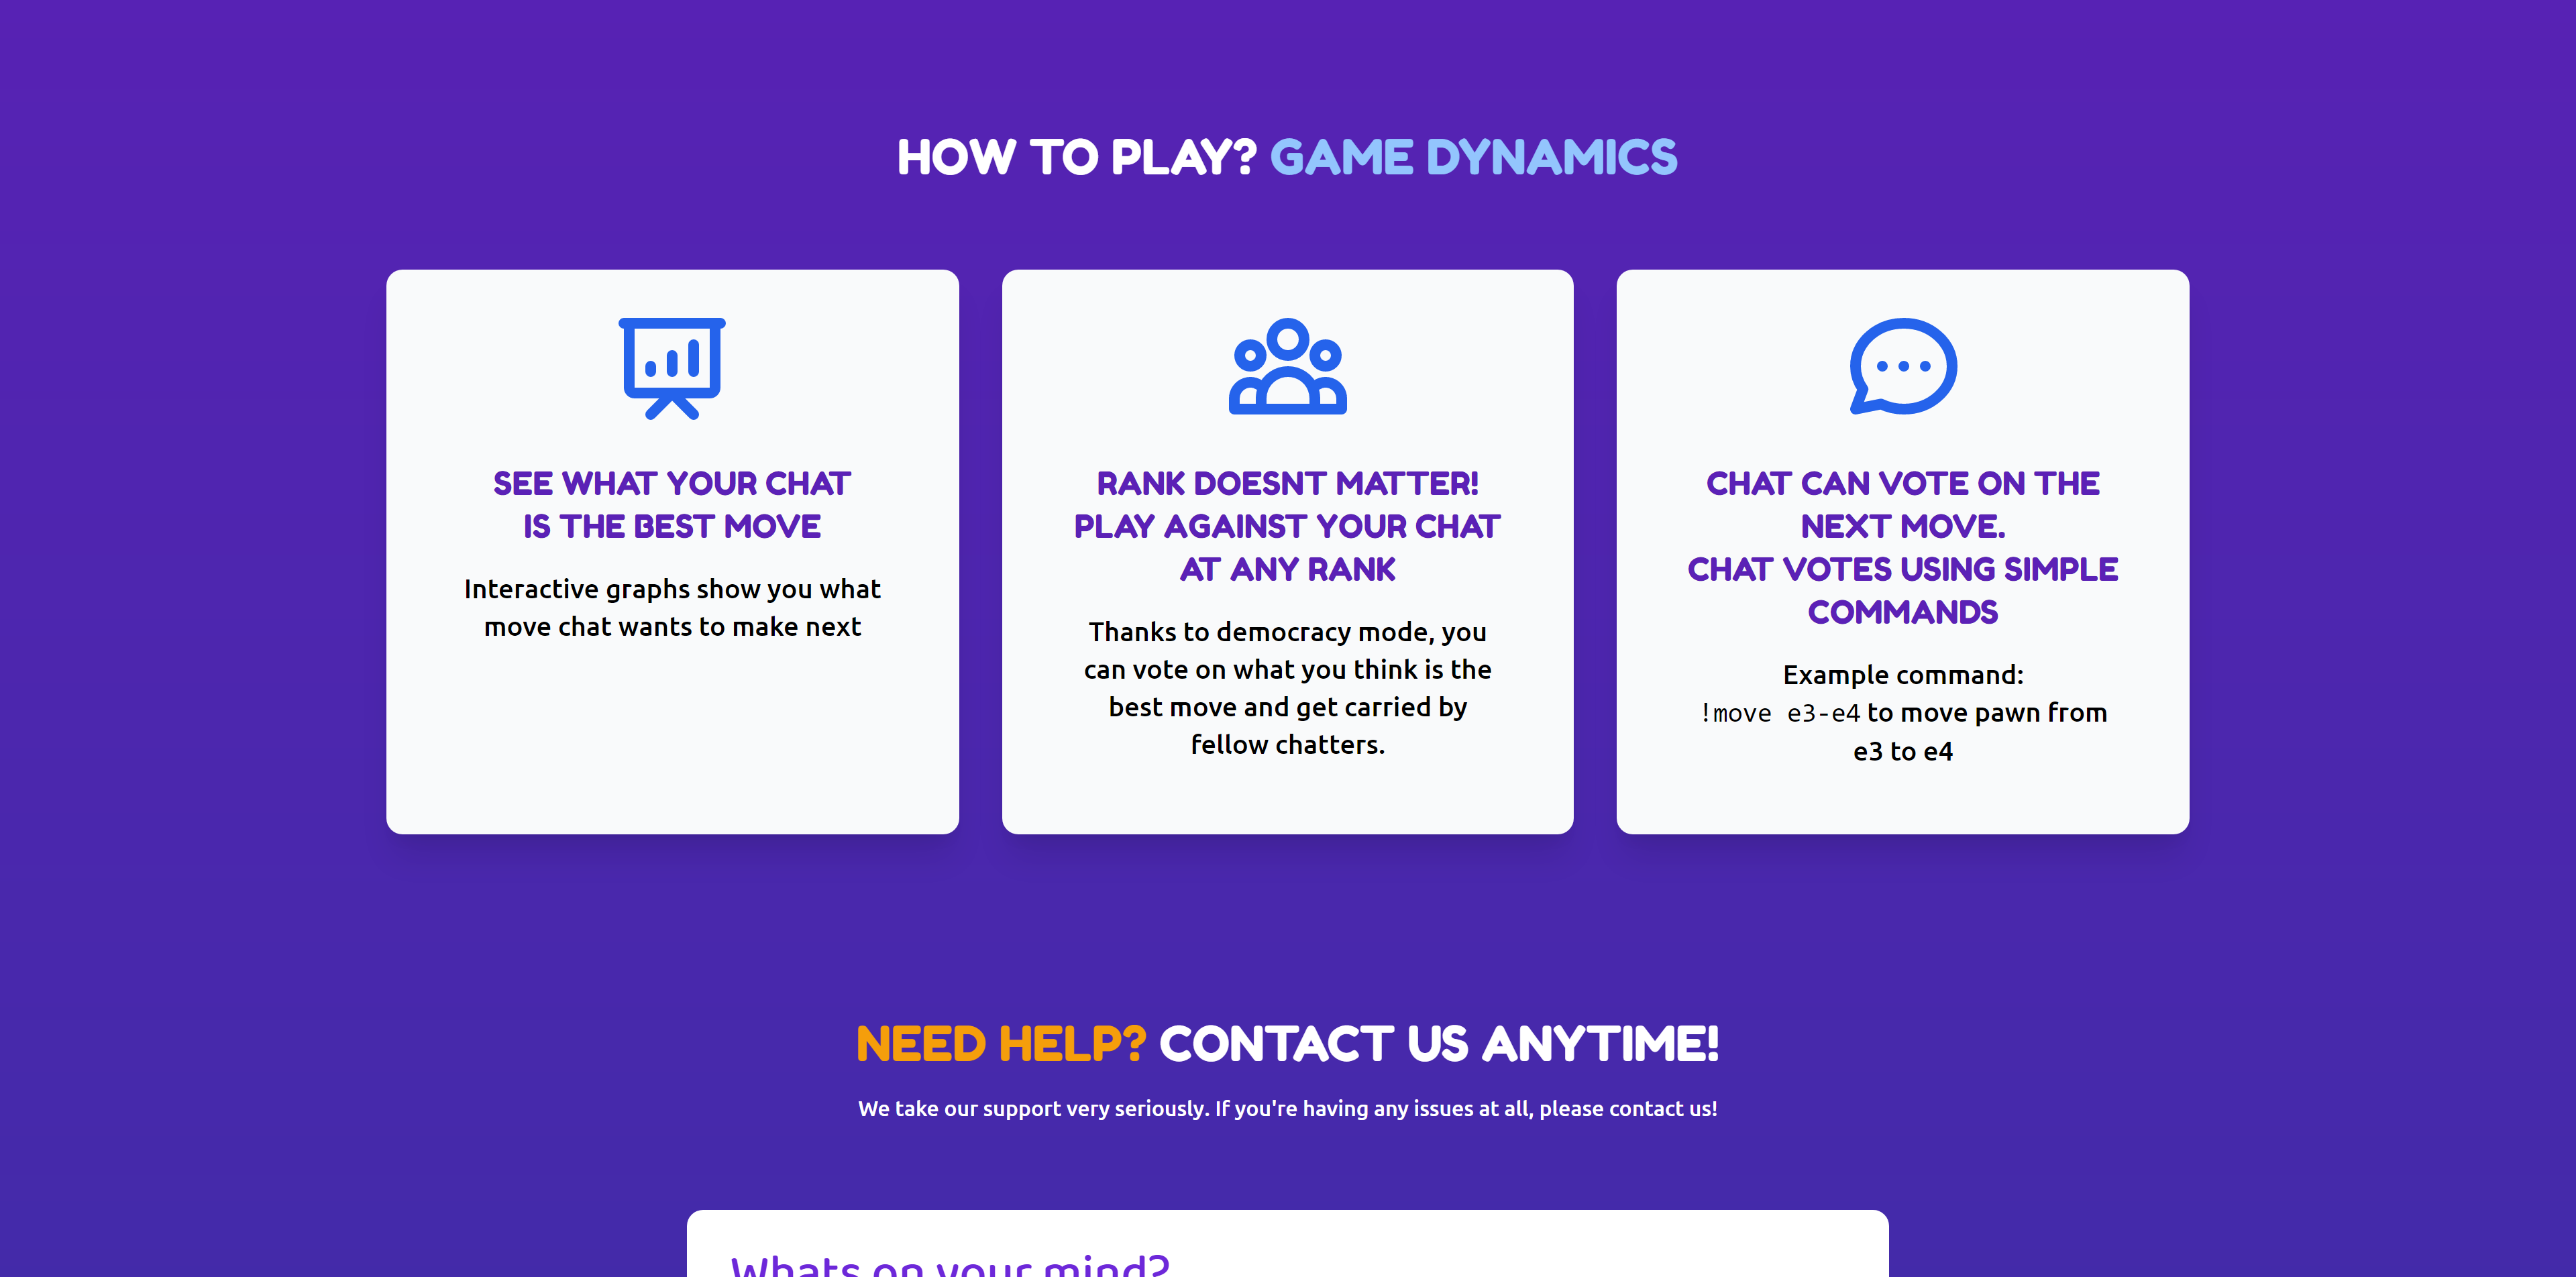 HOW TO PLAY? GAME DYNAMICS
SEE WHAT YOUR CHAT
IS THE BEST MOVE
Interactive graphs show you what
move chat wants to make next
RANK DOESNT MATTER!
PLAY AGAINST YOUR CHAT
AT ANY RANK
Thanks to democracy mode, you
can vote on what you think is the
best move and get carried by
fellow chatters.
CHAT CAN VOTE ON THE
NEXT MOVE.
CHAT VOTES USING SIMPLE
COMMANDS
Example command:
!move e3-e4 to move pawn from
e3 to e4
NEED HELP? CONTACT US ANYTIME!
We take our support very seriously. If you're having any issues at all, please contact us!
Whats on your mind?